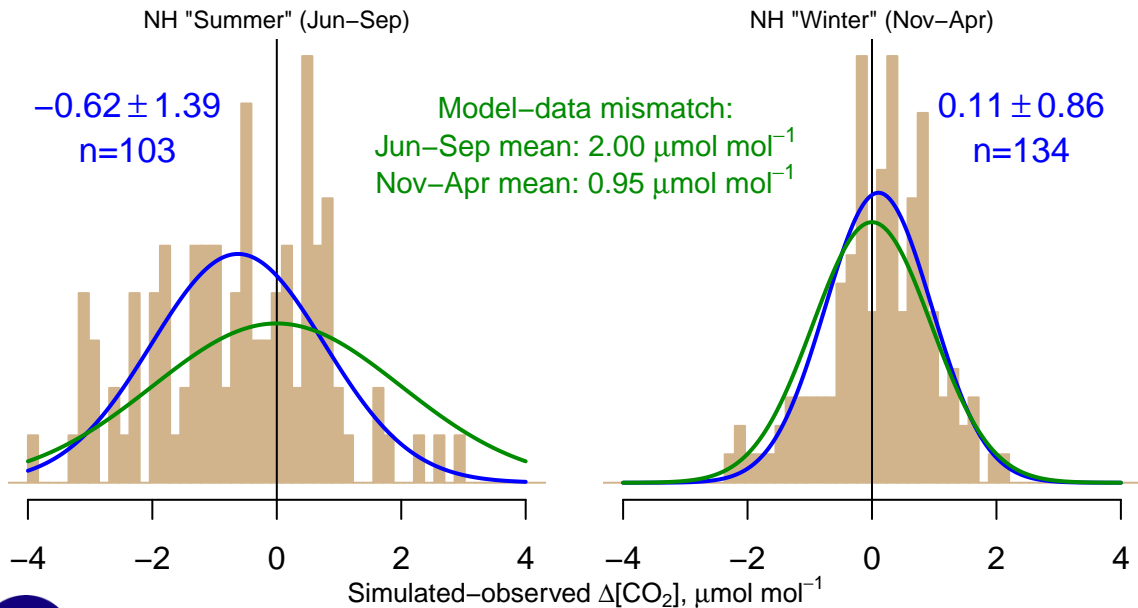 NH "Summer" (Jun−Sep)
NH "Winter" (Nov−Apr)
−0.62 ± 1.39
n=103
Model−data mismatch:
Jun−Sep mean: 2.00 μmol mol⁻¹
Nov−Apr mean: 0.95 μmol mol⁻¹
0.11 ± 0.86
n=134
−4 −2 0 2 4
−4 −2 0 2 4
Simulated−observed Δ[CO₂], μmol mol⁻¹